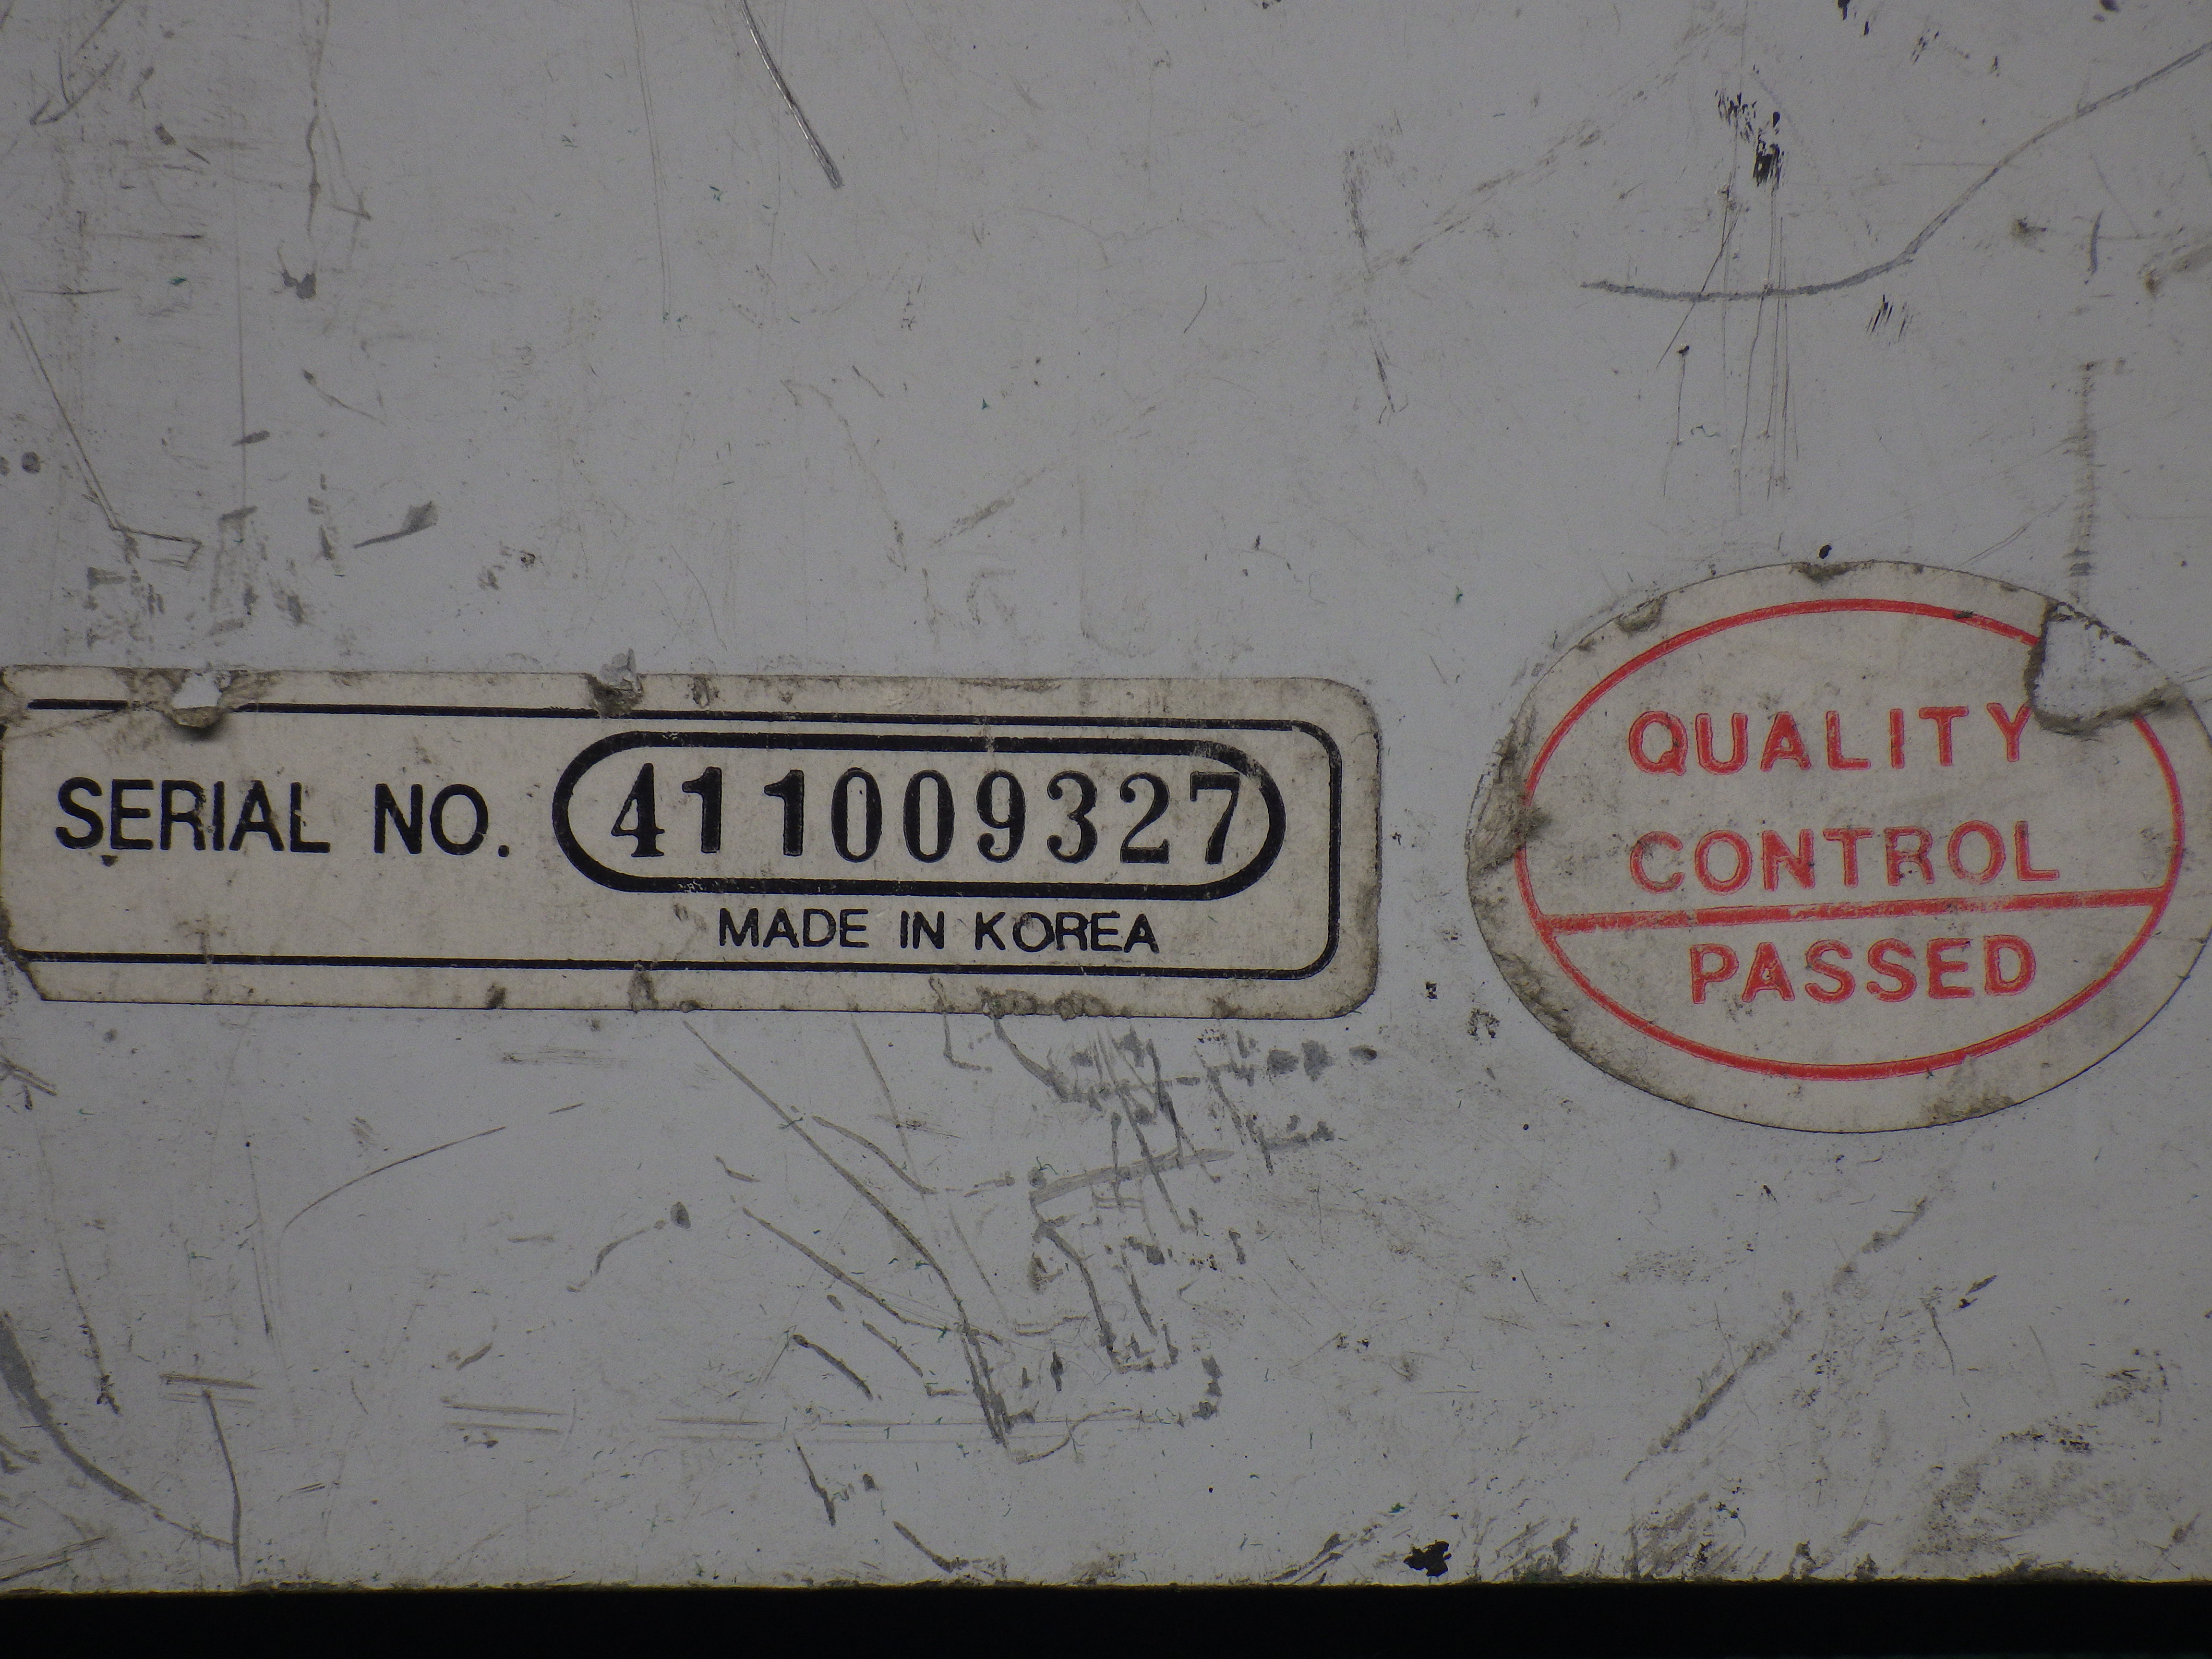 SERIAL NO. 411009327
MADE IN KOREA
QUALITY
CONTROL
PASSED